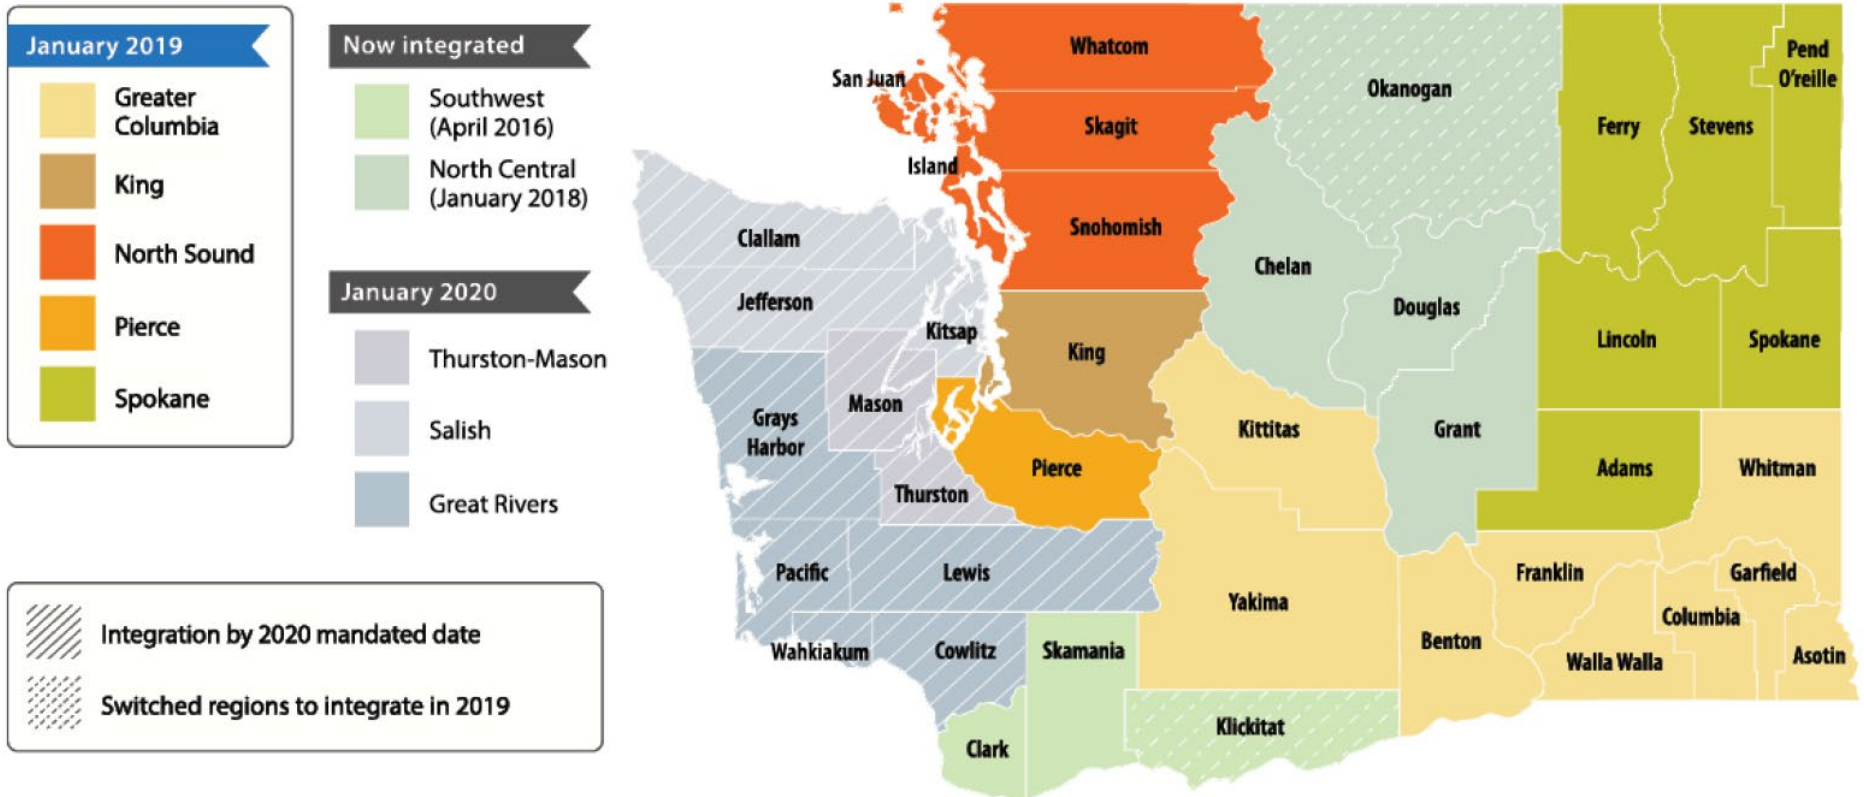 January 2019
Greater
Columbia
King
North Sound
Pierce
Spokane
Now integrated
Southwest
(April 2016)
North Central
(January 2018)
January 2020
Thurston-Mason
Salish
Great Rivers
Integration by 2020 mandated date
Switched regions to integrate in 2019
Whatcom
San Juan
Skagit
Island
Snohomish
Okanogan
Ferry
Stevens
Pend
O'reille
Clallam
Jefferson
Kitsap
King
Chelan
Douglas
Lincoln
Spokane
Grays
Harbor
Mason
Thurston
Pierce
Kittitas
Grant
Adams
Whitman
Pacific
Lewis
Yakima
Franklin
Garfield
Columbia
Wahkiakum
Cowlitz
Skamania
Benton
Walla Walla
Asotin
Clark
Klickitat